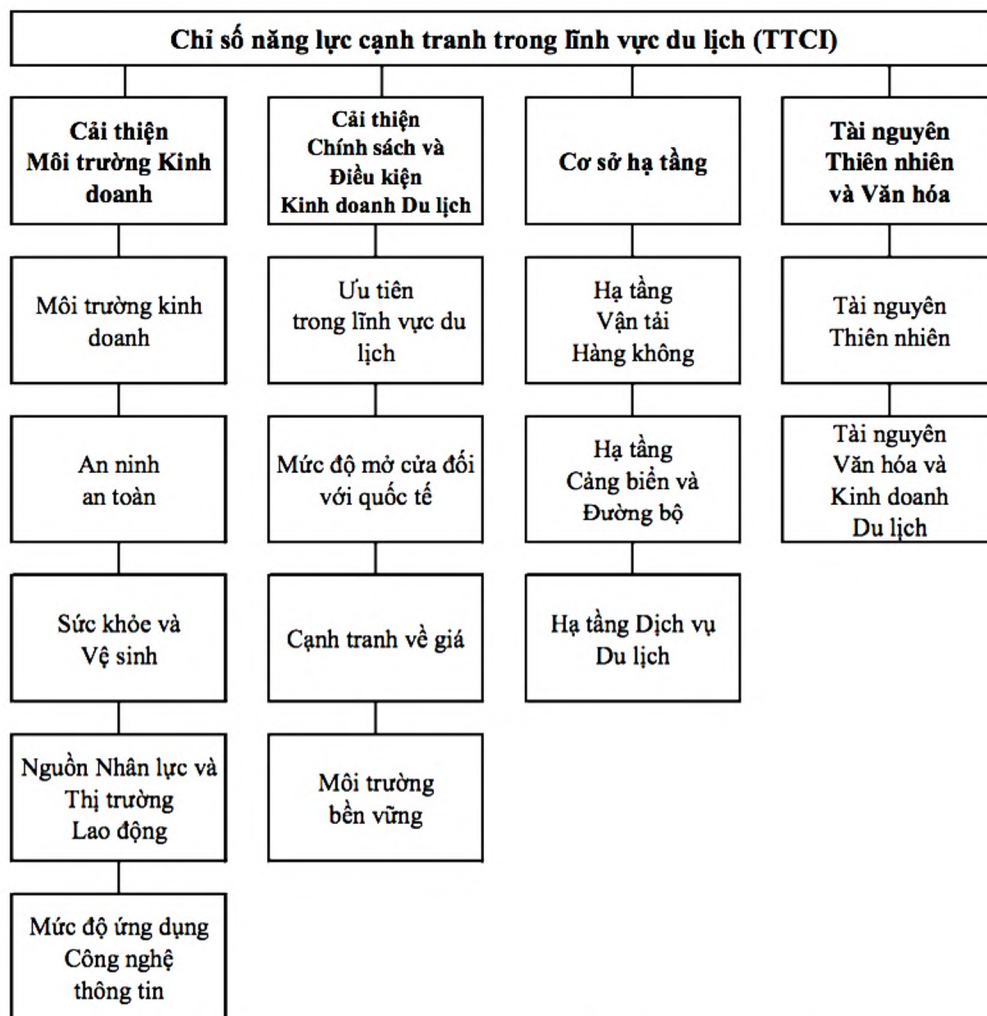 Chỉ số năng lực cạnh tranh trong lĩnh vực du lịch (TTCI)
Cải thiện
Môi trường Kinh
doanh
Môi trường kinh
doanh
An ninh
an toàn
Sức khỏe và
Vệ sinh
Nguồn Nhân lực và
Thị trường
Lao động
Mức độ ứng dụng
Công nghệ
thông tin
Cải thiện
Chính sách và
Điều kiện
Kinh doanh Du lịch
Ưu tiên
trong lĩnh vực du
lịch
Mức độ mở cửa đối
với quốc tế
Cạnh tranh về giá
Môi trường
bền vững
Cơ sở hạ tầng
Hạ tầng
Vận tải
Hàng không
Hạ tầng
Cảng biển và
Đường bộ
Hạ tầng Dịch vụ
Du lịch
Tài nguyên
Thiên nhiên
và Văn hóa
Tài nguyên
Thiên nhiên
Tài nguyên
Văn hóa và
Kinh doanh
Du lịch